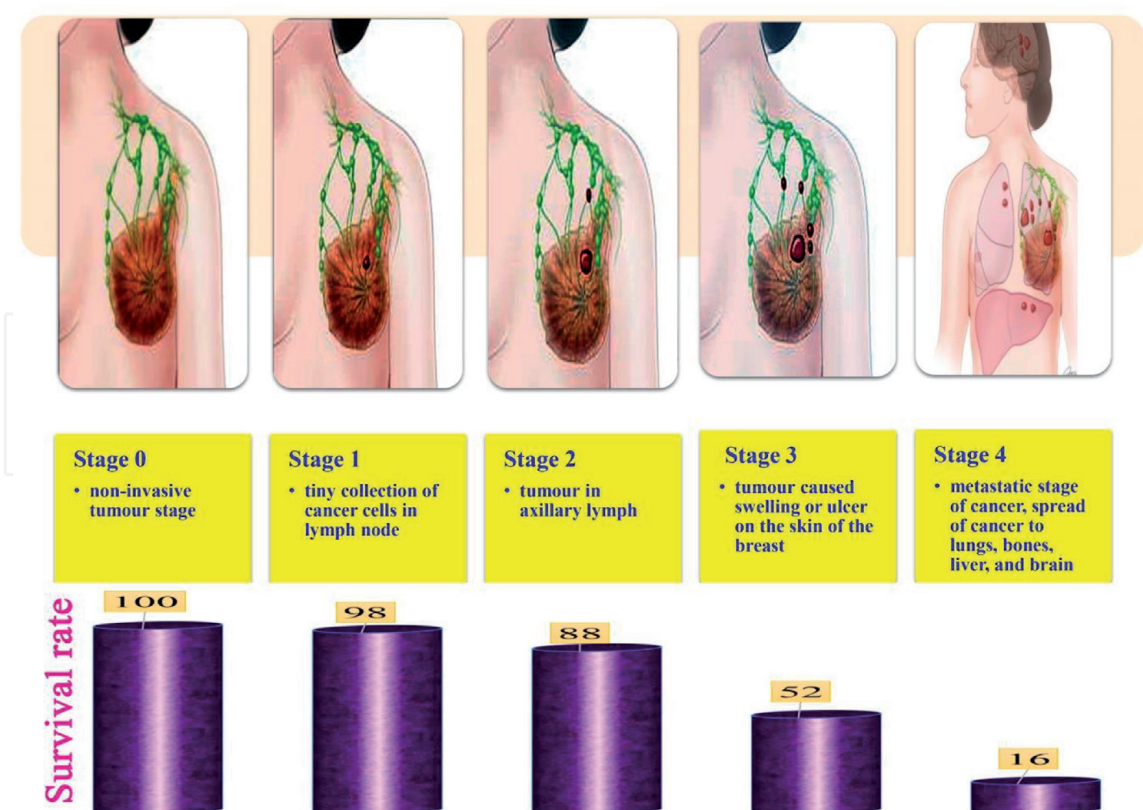 Stage 0
• non-invasive
tumour stage
Stage 1
• tiny collection of
cancer cells in
lymph node
Stage 2
• tumour in
axillary lymph
Stage 3
• tumour caused
swelling or ulcer
on the skin of the
breast
Stage 4
• metastatic stage
of cancer, spread
of cancer to
lungs, bones,
liver, and brain
Survival rate
100
98
88
52
16